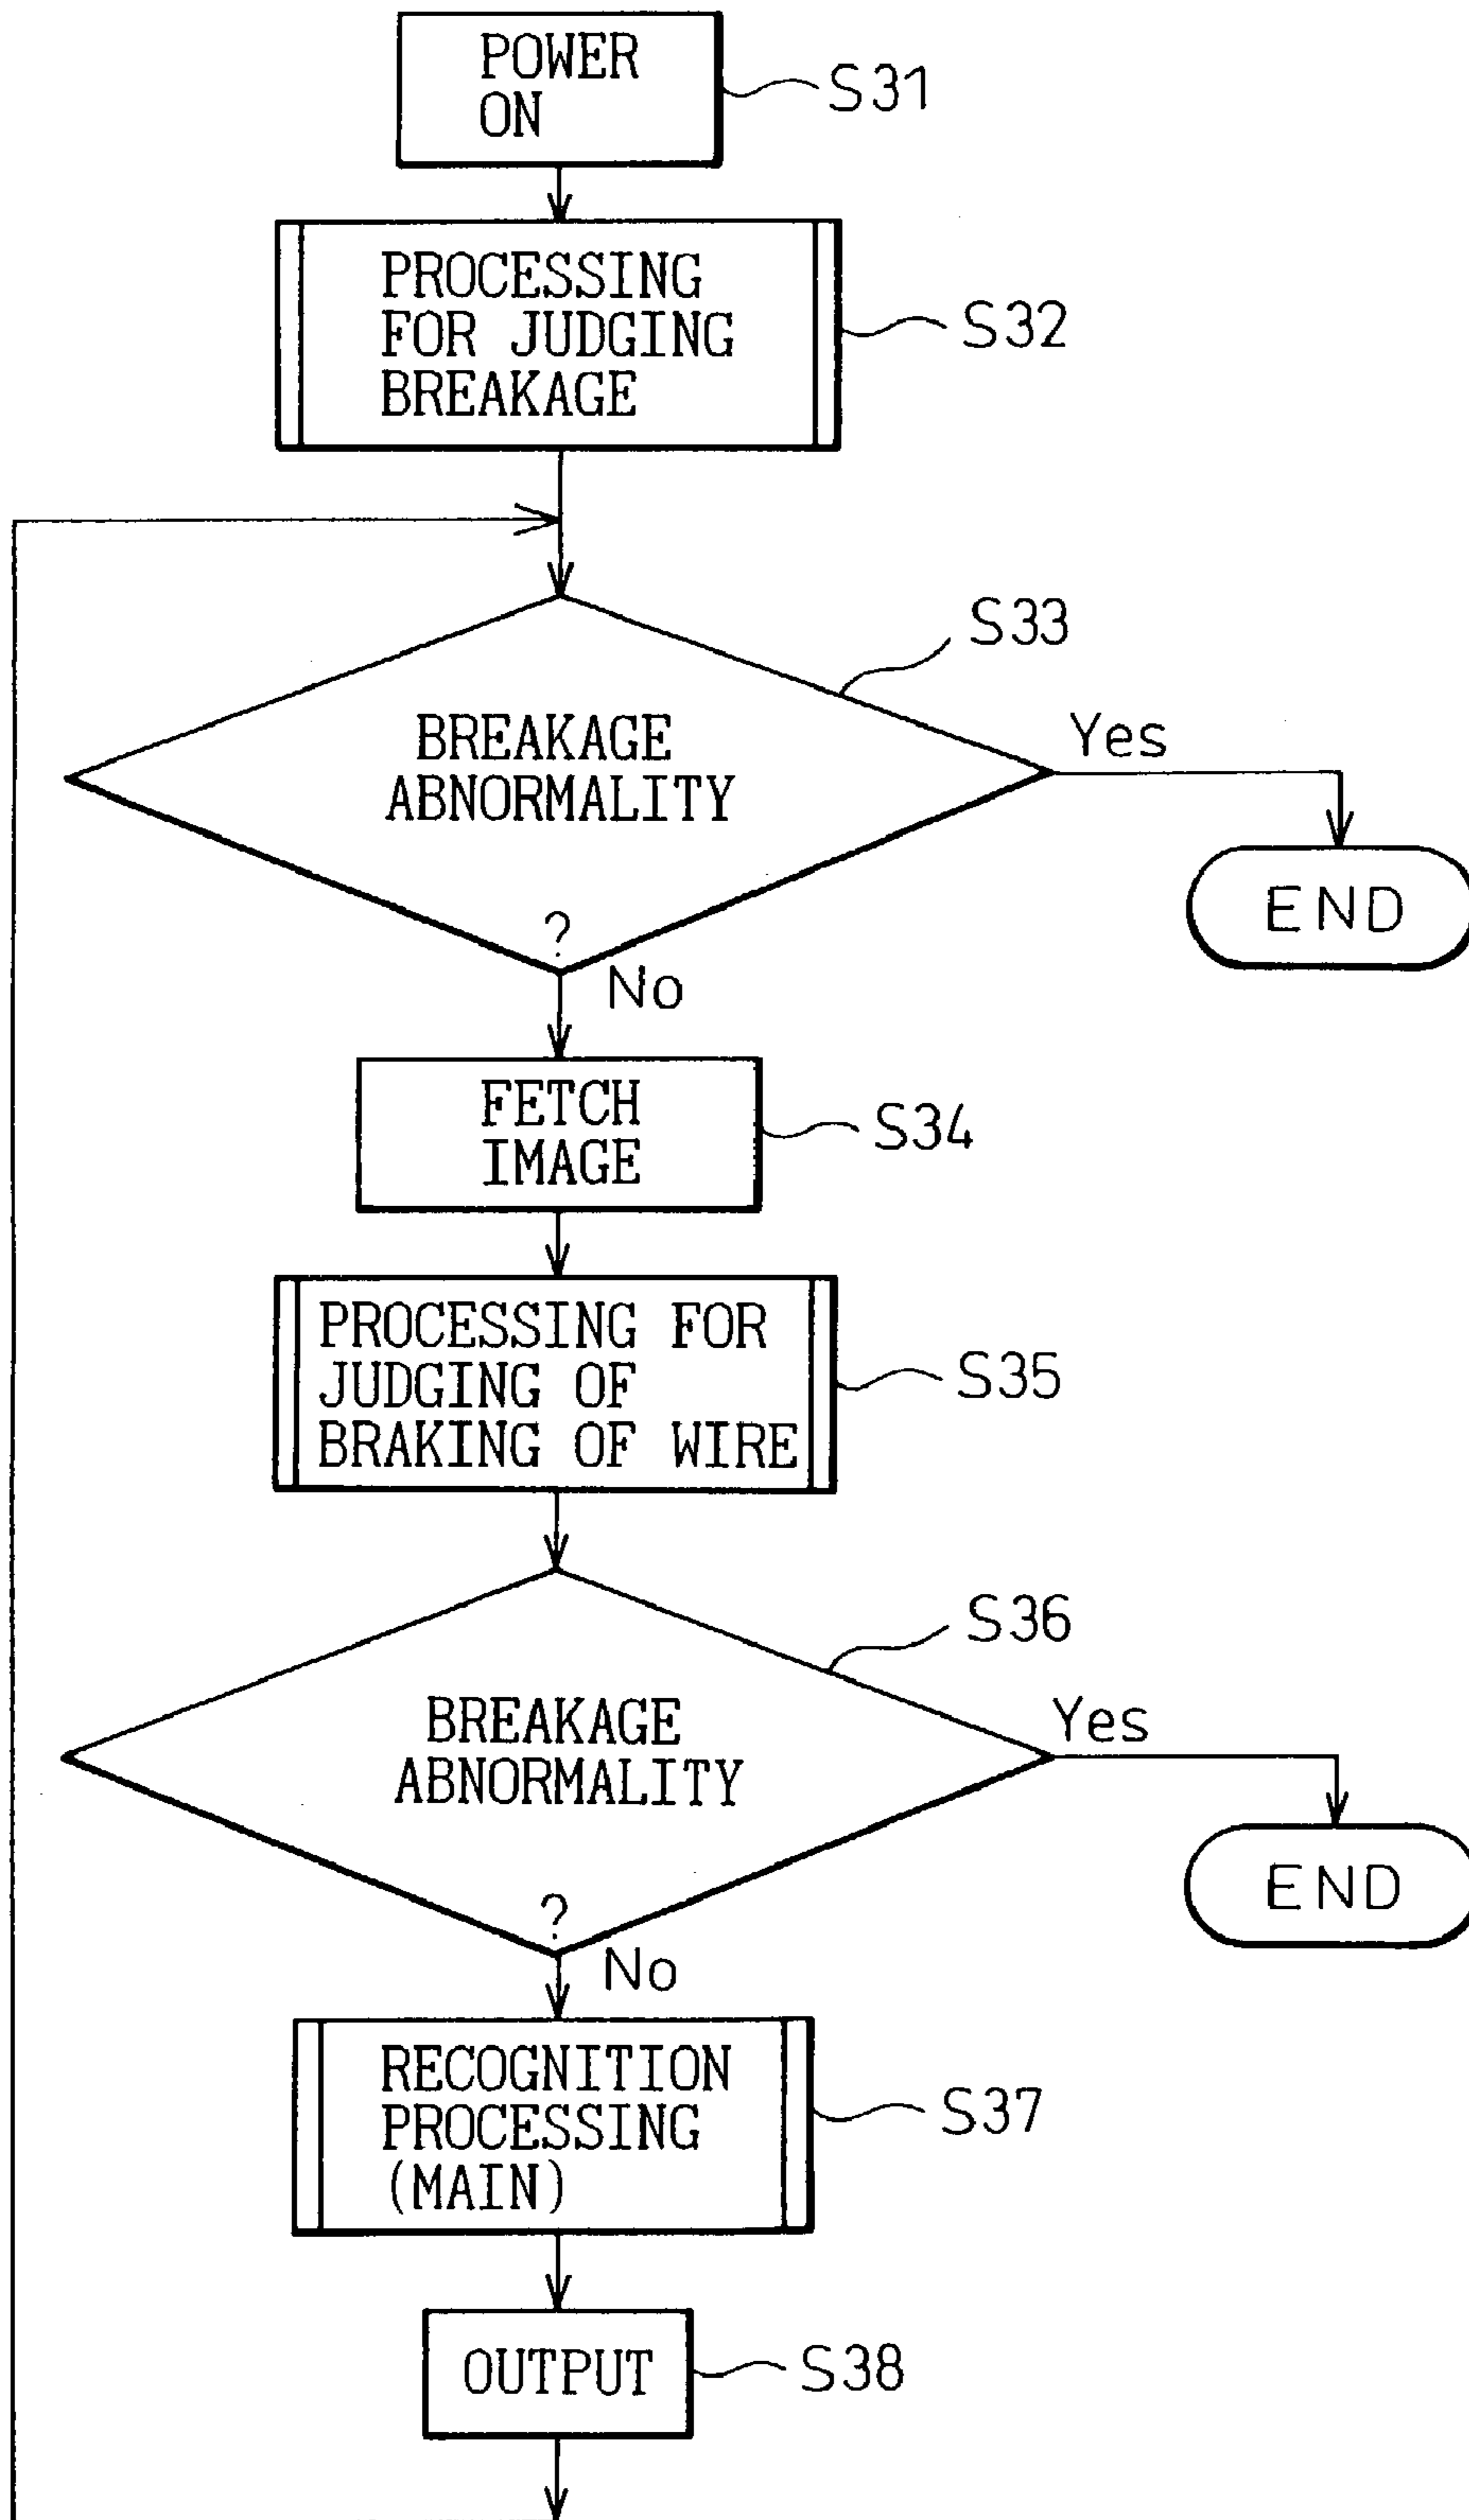 POWER
ON
S31
PROCESSING
FOR JUDGING
BREAKAGE
S32
S33
BREAKAGE
ABNORMALITY
?
Yes
END
No
FETCH
IMAGE
S34
PROCESSING FOR
JUDGING OF
BRAKING OF WIRE
S35
S36
BREAKAGE
ABNORMALITY
?
Yes
END
No
RECOGNITION
PROCESSING
(MAIN)
S37
OUTPUT
S38